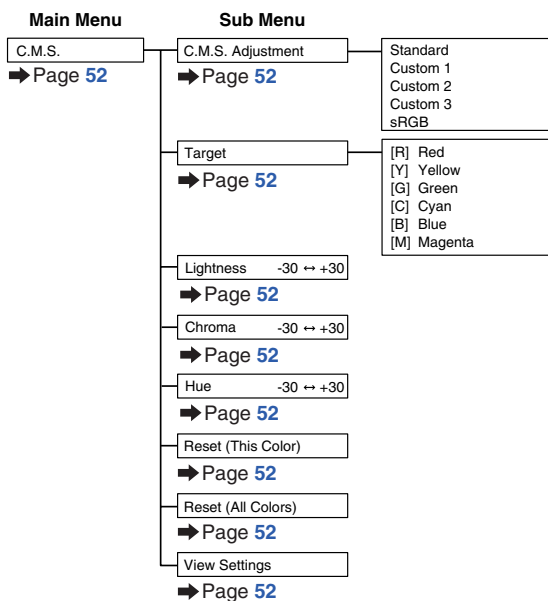 Main Menu
Sub Menu
C.M.S.
➡ Page 52
C.M.S. Adjustment
➡ Page 52
Standard
Custom 1
Custom 2
Custom 3
sRGB
Target
➡ Page 52
[R] Red
[Y] Yellow
[G] Green
[C] Cyan
[B] Blue
[M] Magenta
Lightness -30 ↔ +30
➡ Page 52
Chroma -30 ↔ +30
➡ Page 52
Hue -30 ↔ +30
➡ Page 52
Reset (This Color)
➡ Page 52
Reset (All Colors)
➡ Page 52
View Settings
➡ Page 52